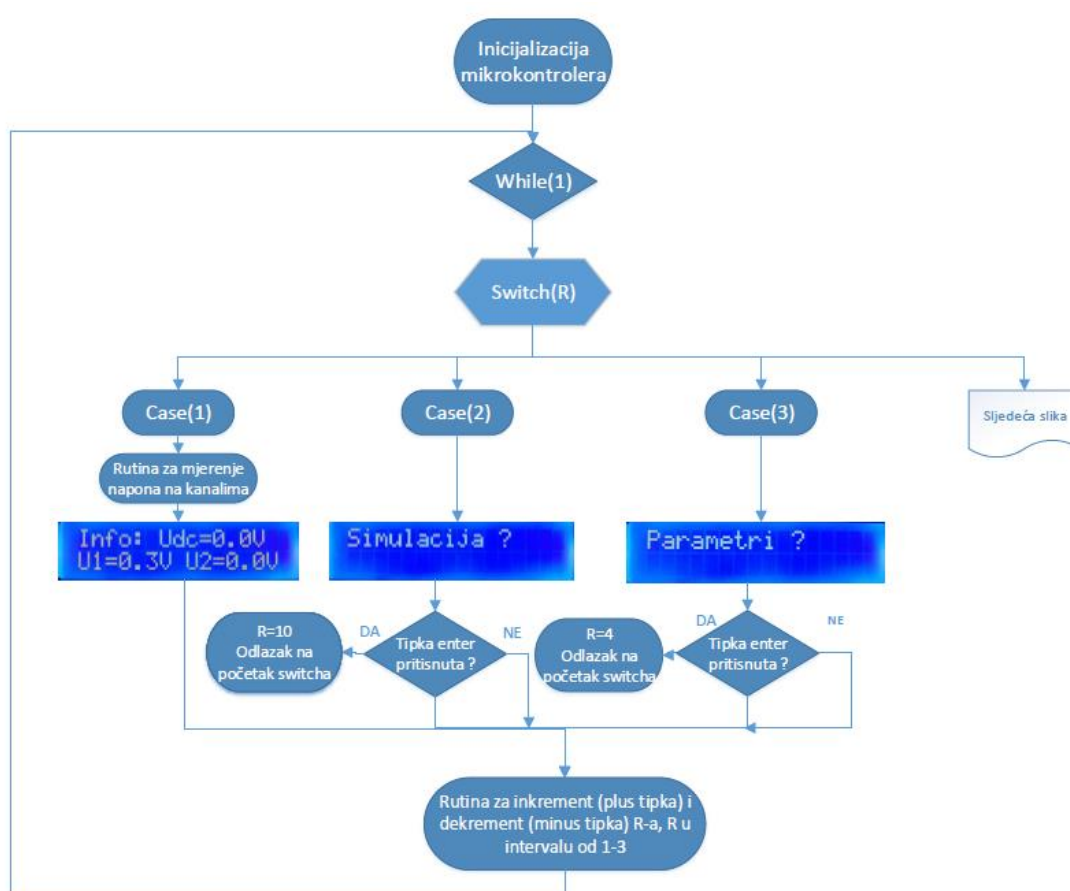 Inicijalizacija
mikrokontrolera
While(1)
Switch(R)
Case(1)
Case(2)
Case(3)
Sljedeća slika
Rutina za mjerenje
napona na kanalima
Info: Udc=0.0V
U1=0.3V U2=0.0V
Simulacija ?
Parametri ?
R=10
Odlazak na
početak switcha
DA
Tipka enter
pritisnuta ?
NE
R=4
Odlazak na
početak switcha
DA
Tipka enter
pritisnuta ?
NE
Rutina za inkrement (plus tipka) i
dekrement (minus tipka) R-a, R u
intervalu od 1-3